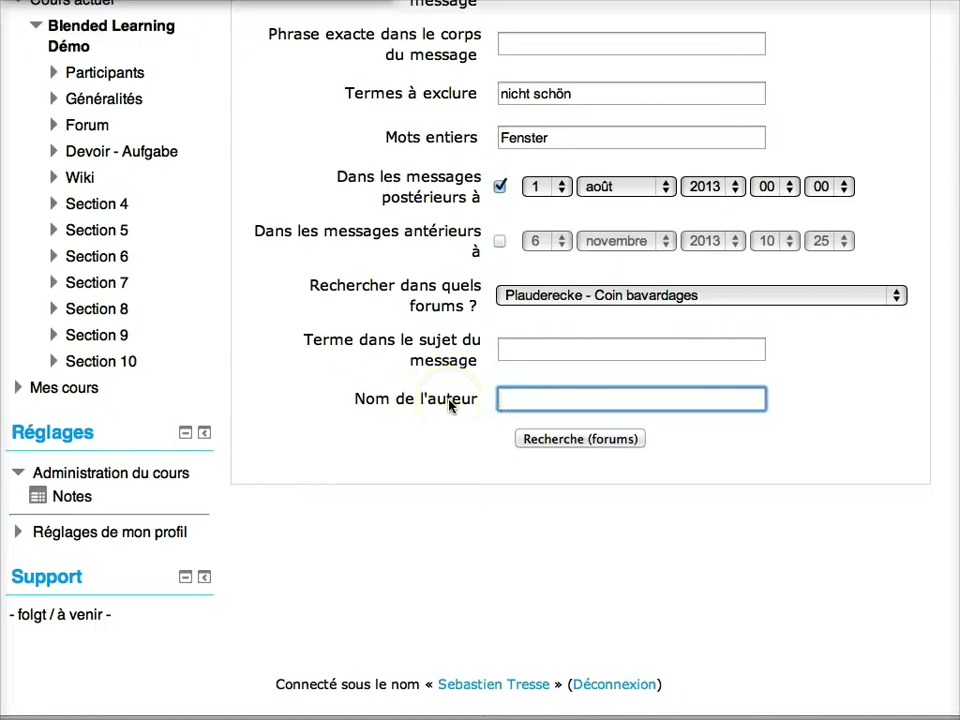 Cours actuel
Blended Learning
Démo
Participants
Généralités
Forum
Devoir - Aufgabe
Wiki
Section 4
Section 5
Section 6
Section 7
Section 8
Section 9
Section 10
Mes cours
Réglages
Administration du cours
Notes
Réglages de mon profil
Support
- folgt / à venir -
message
Phrase exacte dans le corps
du message
Termes à exclure
nicht schön
Mots entiers
Fenster
Dans les messages
postérieurs à
1 août 2013 00 00
Dans les messages antérieurs
à
6 novembre 2013 10 25
Rechercher dans quels
forums ?
Plauderecke - Coin bavardages
Terme dans le sujet du
message
Nom de l'auteur
Recherche (forums)
Connecté sous le nom « Sebastien Tresse » (Déconnexion)